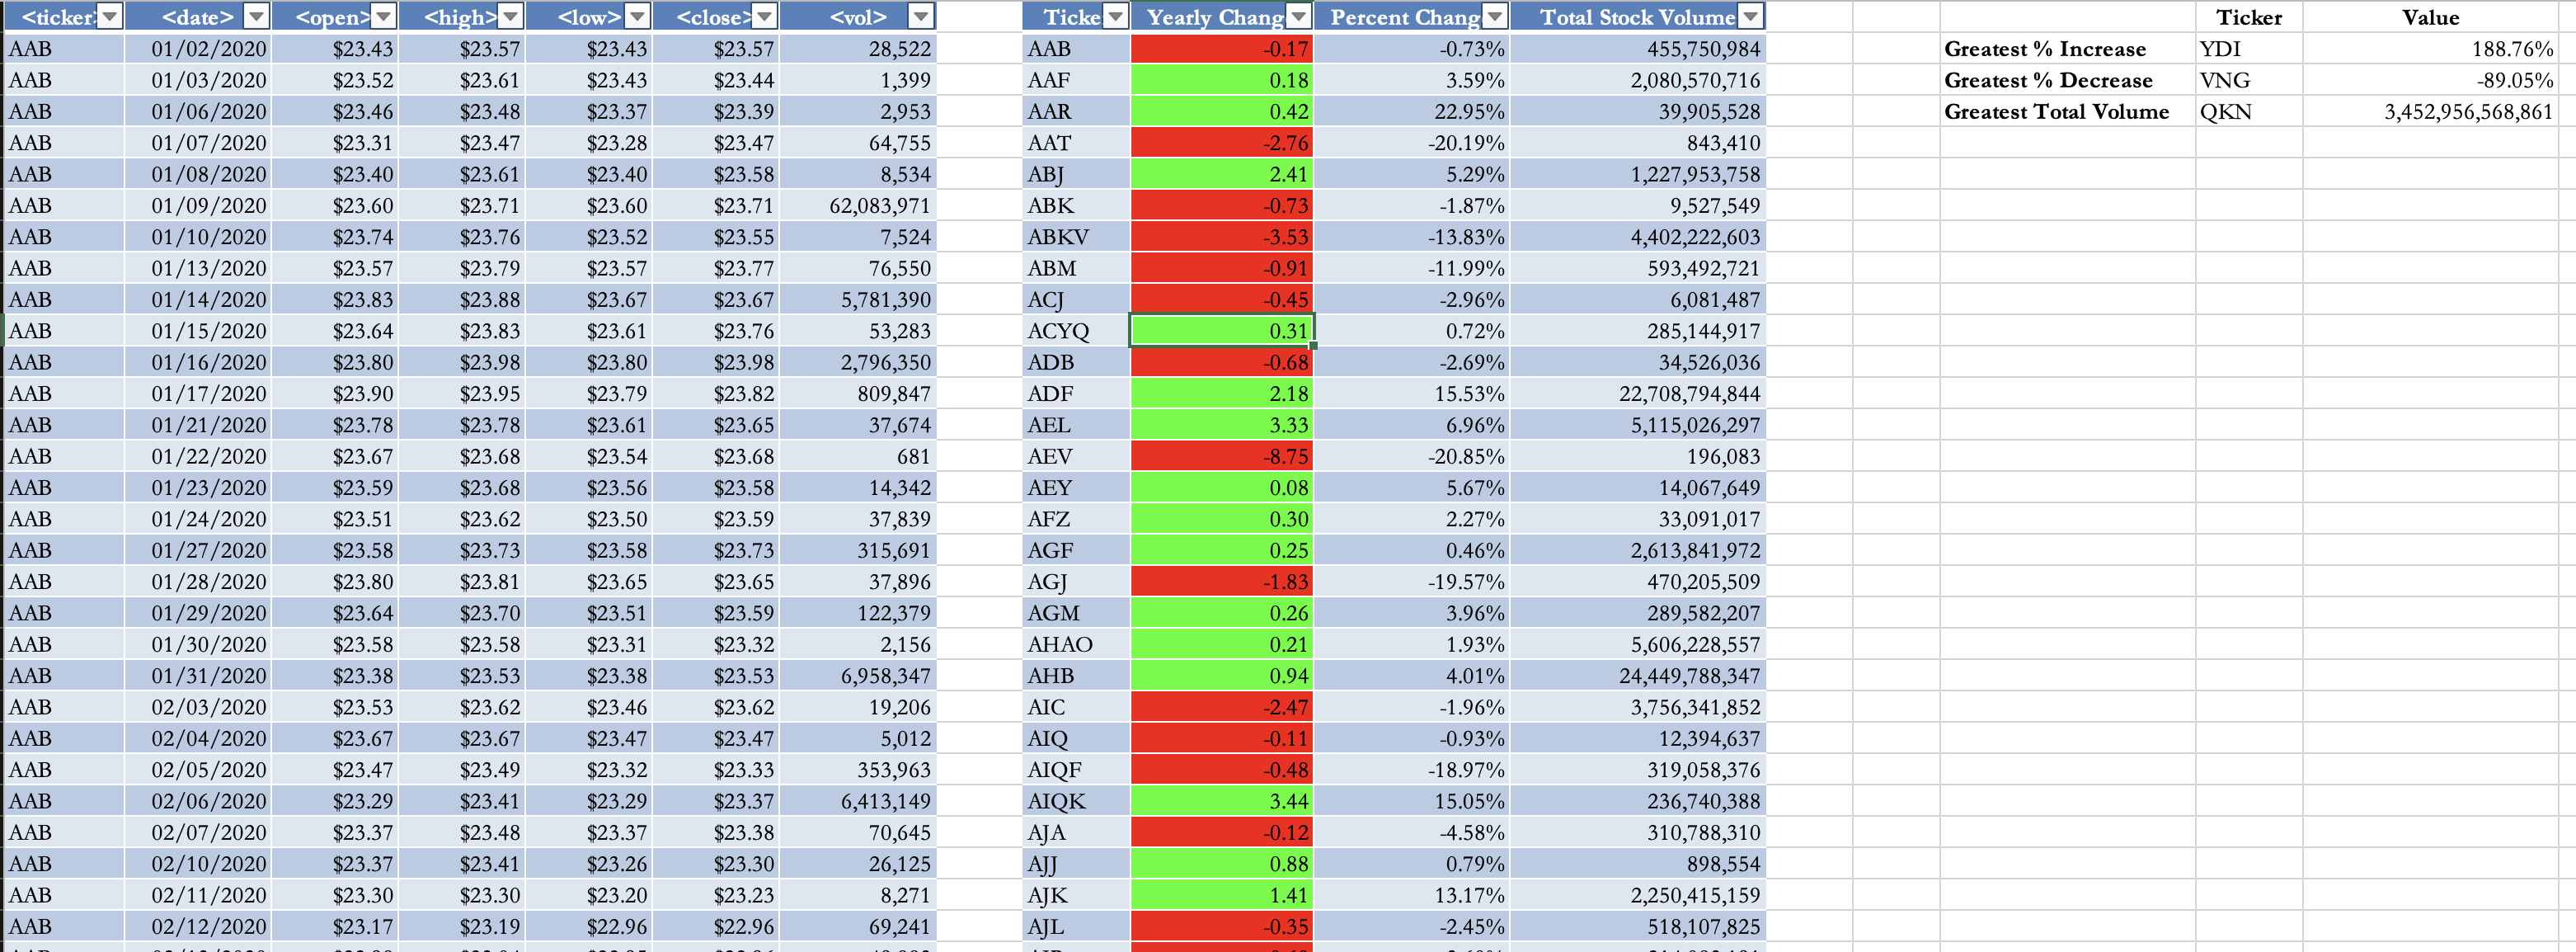 <ticker> <date> <open> <high> <low> <close> <vol> Ticke Yearly Chang Percent Chang Total Stock Volume Ticker Value
AAB 01/02/2020 $23.43 $23.57 $23.43 $23.57 28,522 AAB -0.17 -0.73% 455,750,984 Greatest % Increase YDI 188.76%
AAB 01/03/2020 $23.52 $23.61 $23.43 $23.44 1,399 AAF 0.18 3.59% 2,080,570,716 Greatest % Decrease VNG -89.05%
AAB 01/06/2020 $23.46 $23.48 $23.37 $23.39 2,953 AAR 0.42 22.95% 39,905,528 Greatest Total Volume QKN 3,452,956,568,861
AAB 01/07/2020 $23.31 $23.47 $23.28 $23.47 64,755 AAT -2.76 -20.19% 843,410
AAB 01/08/2020 $23.40 $23.61 $23.40 $23.58 8,534 ABJ 2.41 5.29% 1,227,953,758
AAB 01/09/2020 $23.60 $23.71 $23.60 $23.71 62,083,971 ABK -0.73 -1.87% 9,527,549
AAB 01/10/2020 $23.74 $23.76 $23.52 $23.55 7,524 ABKV -3.53 -13.83% 4,402,222,603
AAB 01/13/2020 $23.57 $23.79 $23.57 $23.77 76,550 ABM -0.91 -11.99% 593,492,721
AAB 01/14/2020 $23.83 $23.88 $23.67 $23.67 5,781,390 ACJ -0.45 -2.96% 6,081,487
AAB 01/15/2020 $23.64 $23.83 $23.61 $23.76 53,283 ACYQ 0.31 0.72% 285,144,917
AAB 01/16/2020 $23.80 $23.98 $23.80 $23.98 2,796,350 ADB -0.68 -2.69% 34,526,036
AAB 01/17/2020 $23.90 $23.95 $23.79 $23.82 809,847 ADF 2.18 15.53% 22,708,794,844
AAB 01/21/2020 $23.78 $23.78 $23.61 $23.65 37,674 AEL 3.33 6.96% 5,115,026,297
AAB 01/22/2020 $23.67 $23.68 $23.54 $23.68 681 AEV -8.75 -20.85% 196,083
AAB 01/23/2020 $23.59 $23.68 $23.56 $23.58 14,342 AEY 0.08 5.67% 14,067,649
AAB 01/24/2020 $23.51 $23.62 $23.50 $23.59 37,839 AFZ 0.30 2.27% 33,091,017
AAB 01/27/2020 $23.58 $23.73 $23.58 $23.73 315,691 AGF 0.25 0.46% 2,613,841,972
AAB 01/28/2020 $23.80 $23.81 $23.65 $23.65 37,896 AGJ -1.83 -19.57% 470,205,509
AAB 01/29/2020 $23.64 $23.70 $23.51 $23.59 122,379 AGM 0.26 3.96% 289,582,207
AAB 01/30/2020 $23.58 $23.58 $23.31 $23.32 2,156 AHAO 0.21 1.93% 5,606,228,557
AAB 01/31/2020 $23.38 $23.53 $23.38 $23.53 6,958,347 AHB 0.94 4.01% 24,449,788,347
AAB 02/03/2020 $23.53 $23.62 $23.46 $23.62 19,206 AIC -2.47 -1.96% 3,756,341,852
AAB 02/04/2020 $23.67 $23.67 $23.47 $23.47 5,012 AIQ -0.11 -0.93% 12,394,637
AAB 02/05/2020 $23.47 $23.49 $23.32 $23.33 353,963 AIQF -0.48 -18.97% 319,058,376
AAB 02/06/2020 $23.29 $23.41 $23.29 $23.37 6,413,149 AIQK 3.44 15.05% 236,740,388
AAB 02/07/2020 $23.37 $23.48 $23.37 $23.38 70,645 AJA -0.12 -4.58% 310,788,310
AAB 02/10/2020 $23.37 $23.41 $23.26 $23.30 26,125 AJJ 0.88 0.79% 898,554
AAB 02/11/2020 $23.30 $23.30 $23.20 $23.23 8,271 AJK 1.41 13.17% 2,250,415,159
AAB 02/12/2020 $23.17 $23.19 $22.96 $22.96 69,241 AJL -0.35 -2.45% 518,107,825